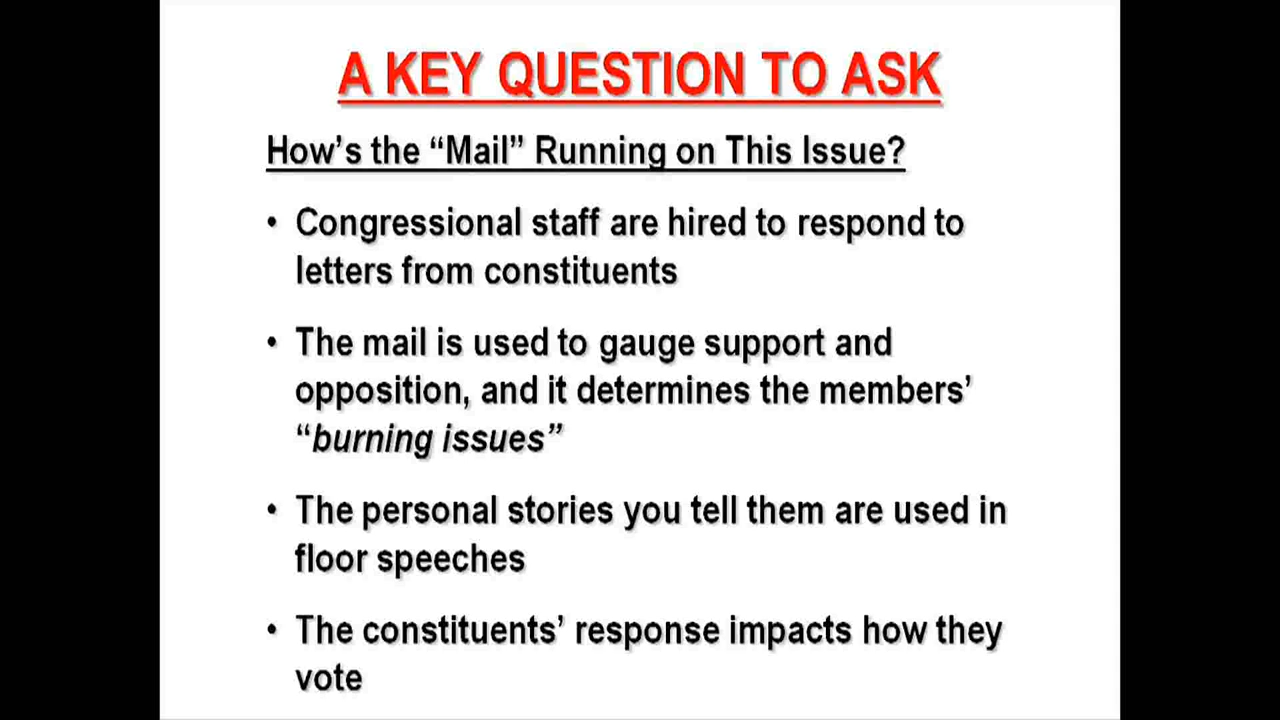 A KEY QUESTION TO ASK
How’s the “Mail” Running on This Issue?
• Congressional staff are hired to respond to
letters from constituents
• The mail is used to gauge support and
opposition, and it determines the members’
“burning issues”
• The personal stories you tell them are used in
floor speeches
• The constituents’ response impacts how they
vote